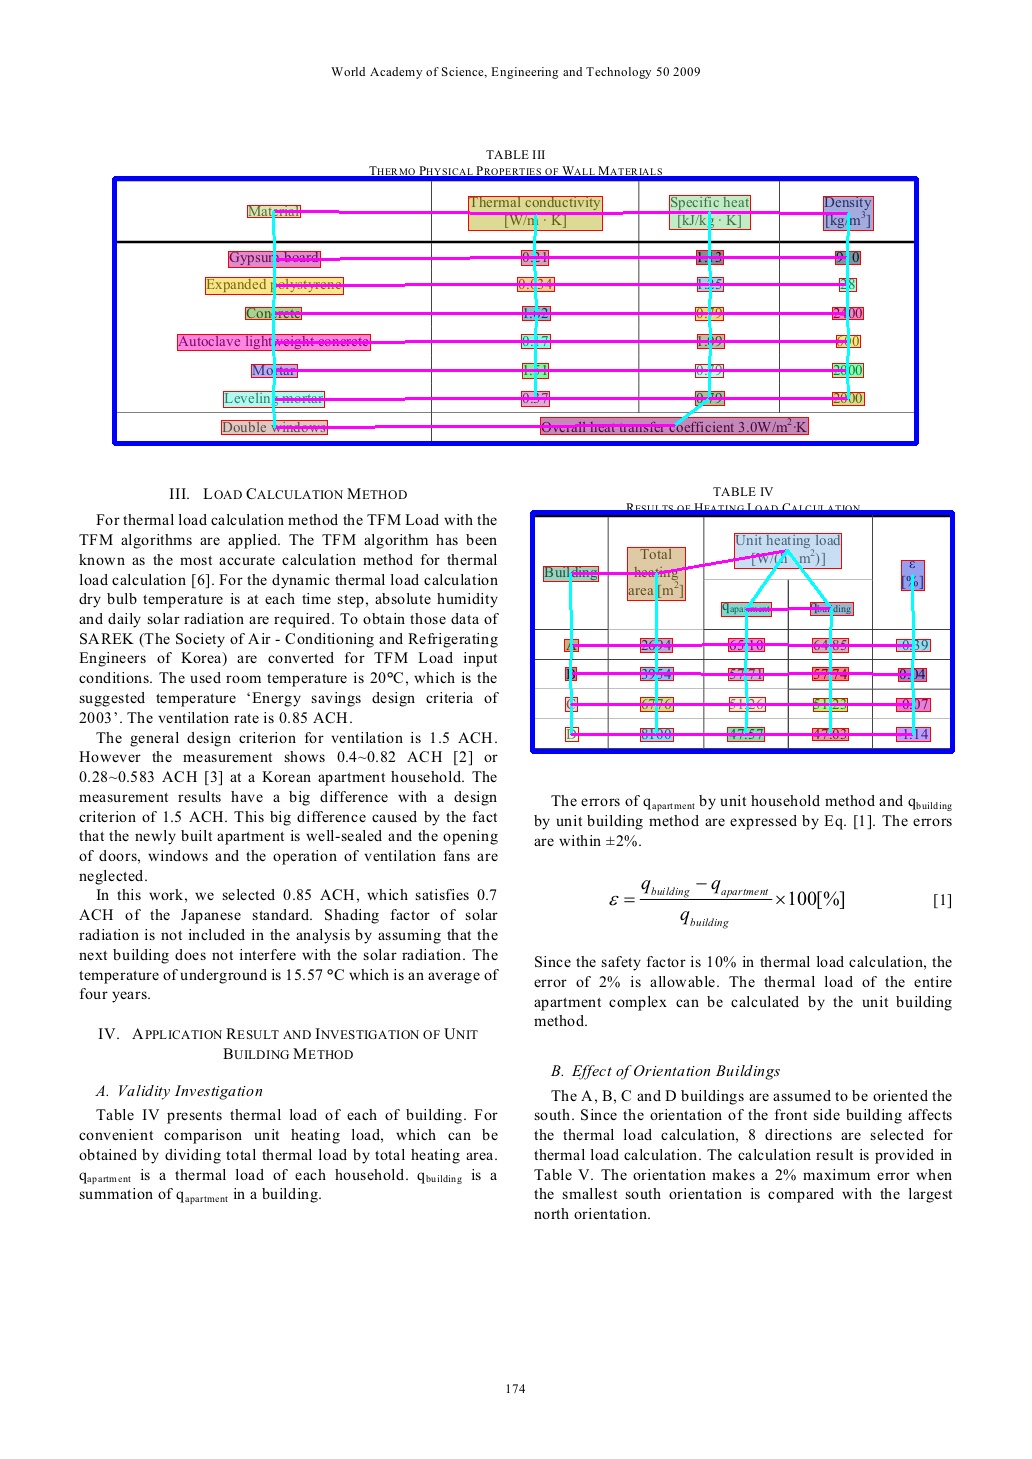 World Academy of Science, Engineering and Technology 50 2009
TABLE III
THERMO PHYSICAL PROPERTIES OF WALL MATERIALS
Material Thermal conductivity [W/m · K] Specific heat [kJ/kg · K] Density [kg/m³]
Gypsum board 0.21
Expanded polystyrene 0.034 1.25 28
Concrete 1.62 0.79 2400
Autoclave lightweight concrete 0.17 1.09 600
Mortar 1.51 0.79 2000
Leveling mortar 0.37 0.79 2000
Double windows Overall heat transfer coefficient 3.0W/m²·K
III. LOAD CALCULATION METHOD
For thermal load calculation method the TFM Load with the
TFM algorithms are applied. The TFM algorithm has been
known as the most accurate calculation method for thermal
load calculation [6]. For the dynamic thermal load calculation
dry bulb temperature is at each time step, absolute humidity
and daily solar radiation are required. To obtain those data of
SAREK (The Society of Air - Conditioning and Refrigerating
Engineers of Korea) are converted for TFM Load input
conditions. The used room temperature is 20°C, which is the
suggested temperature ‘Energy savings design criteria of
2003’. The ventilation rate is 0.85 ACH.
The general design criterion for ventilation is 1.5 ACH.
However the measurement shows 0.4~0.82 ACH [2] or
0.28~0.583 ACH [3] at a Korean apartment household. The
measurement results have a big difference with a design
criterion of 1.5 ACH. This big difference caused by the fact
that the newly built apartment is well-sealed and the opening
of doors, windows and the operation of ventilation fans are
neglected.
In this work, we selected 0.85 ACH, which satisfies 0.7
ACH of the Japanese standard. Shading factor of solar
radiation is not included in the analysis by assuming that the
next building does not interfere with the solar radiation. The
temperature of underground is 15.57 °C which is an average of
four years.
IV. APPLICATION RESULT AND INVESTIGATION OF UNIT
BUILDING METHOD
A. Validity Investigation
Table IV presents thermal load of each of building. For
convenient comparison unit heating load, which can be
obtained by dividing total thermal load by total heating area.
q apartment is a thermal load of each household. q building is a
summation of q apartment in a building.
TABLE IV
RESULTS OF HEATING LOAD CALCULATION
Building Total heating area [m²] Unit heating load [W/(h · m²)] ε [%]
q apartment q building
A 2694 65.10 64.85 -0.39
B 3954 57.71 57.74 0.04
C 6776 51.26 51.23 -0.07
D 8100 47.57 47.03 -1.14
The errors of q apartment by unit household method and q building
by unit building method are expressed by Eq. [1]. The errors
are within ±2%.
ε = (q building − q apartment) / q building × 100[%] [1]
Since the safety factor is 10% in thermal load calculation, the
error of 2% is allowable. The thermal load of the entire
apartment complex can be calculated by the unit building
method.
B. Effect of Orientation Buildings
The A, B, C and D buildings are assumed to be oriented the
south. Since the orientation of the front side building affects
the thermal load calculation, 8 directions are selected for
thermal load calculation. The calculation result is provided in
Table V. The orientation makes a 2% maximum error when
the smallest south orientation is compared with the largest
north orientation.
174